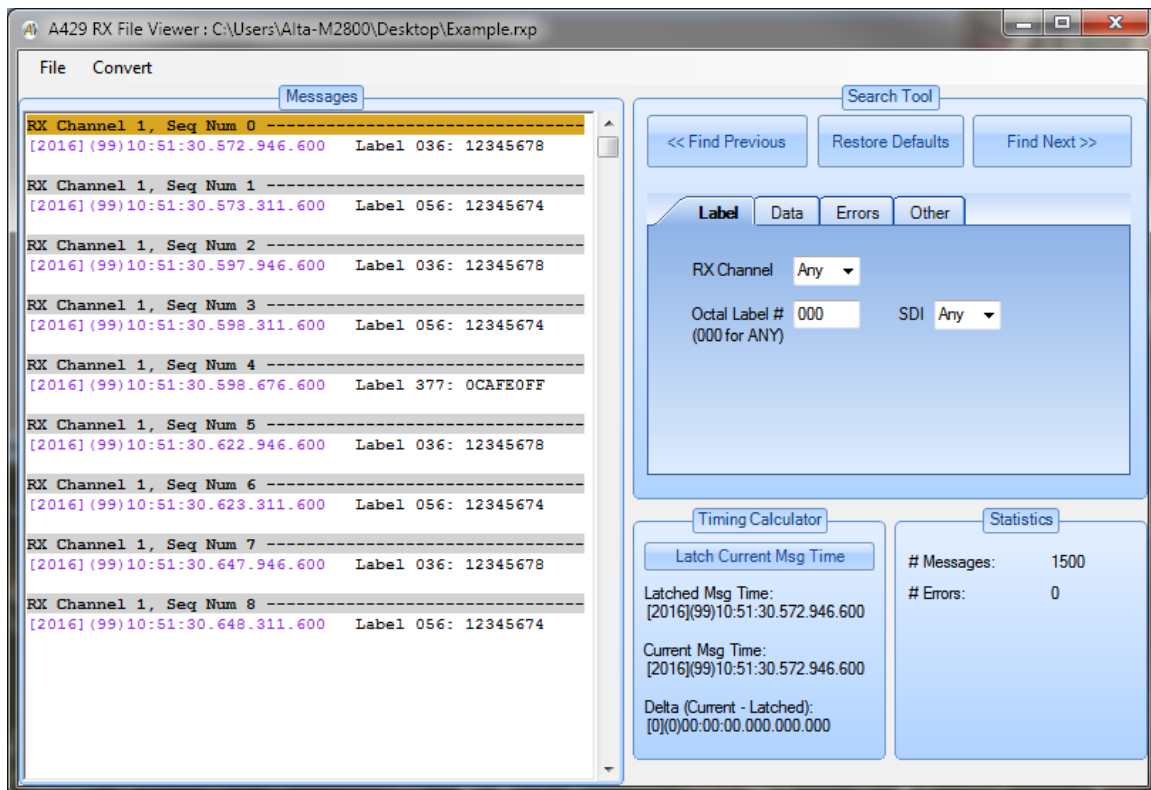 A429 RX File Viewer : C:\Users\Alta-M2800\Desktop\Example.rxp
File Convert
Messages
RX Channel 1, Seq Num 0 --------------------------------
[2016](99)10:51:30.572.946.600 Label 036: 12345678
RX Channel 1, Seq Num 1 --------------------------------
[2016](99)10:51:30.573.311.600 Label 056: 12345674
RX Channel 1, Seq Num 2 --------------------------------
[2016](99)10:51:30.597.946.600 Label 036: 12345678
RX Channel 1, Seq Num 3 --------------------------------
[2016](99)10:51:30.598.311.600 Label 056: 12345674
RX Channel 1, Seq Num 4 --------------------------------
[2016](99)10:51:30.598.676.600 Label 377: 0CAFE0FF
RX Channel 1, Seq Num 5 --------------------------------
[2016](99)10:51:30.622.946.600 Label 036: 12345678
RX Channel 1, Seq Num 6 --------------------------------
[2016](99)10:51:30.623.311.600 Label 056: 12345674
RX Channel 1, Seq Num 7 --------------------------------
[2016](99)10:51:30.647.946.600 Label 036: 12345678
RX Channel 1, Seq Num 8 --------------------------------
[2016](99)10:51:30.648.311.600 Label 056: 12345674
Search Tool
<< Find Previous Restore Defaults Find Next >>
Label Data Errors Other
RX Channel Any
Octal Label # 000 SDI Any
(000 for ANY)
Timing Calculator
Latch Current Msg Time
Latched Msg Time:
[2016](99)10:51:30.572.946.600
Current Msg Time:
[2016](99)10:51:30.572.946.600
Delta (Current - Latched):
[0](0)00:00:00.000.000.000
Statistics
# Messages: 1500
# Errors: 0